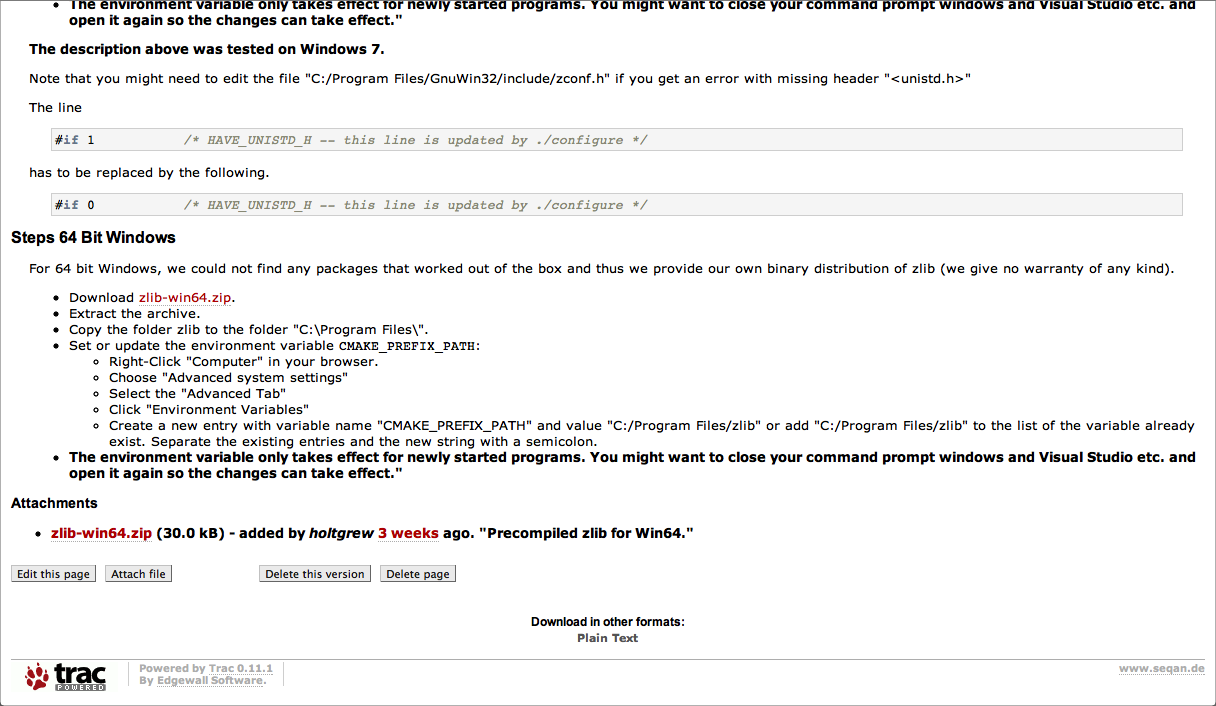 The environment variable only takes effect for newly started programs. You might want to close your command prompt windows and Visual Studio etc. and
open it again so the changes can take effect."
The description above was tested on Windows 7.
Note that you might need to edit the file "C:/Program Files/GnuWin32/include/zconf.h" if you get an error with missing header "<unistd.h>"
The line
#if 1 /* HAVE_UNISTD_H -- this line is updated by ./configure */
has to be replaced by the following.
#if 0 /* HAVE_UNISTD_H -- this line is updated by ./configure */
Steps 64 Bit Windows
For 64 bit Windows, we could not find any packages that worked out of the box and thus we provide our own binary distribution of zlib (we give no warranty of any kind).
Download zlib-win64.zip.
Extract the archive.
Copy the folder zlib to the folder "C:\Program Files\".
Set or update the environment variable CMAKE_PREFIX_PATH:
Right-Click "Computer" in your browser.
Choose "Advanced system settings"
Select the "Advanced Tab"
Click "Environment Variables"
Create a new entry with variable name "CMAKE_PREFIX_PATH" and value "C:/Program Files/zlib" or add "C:/Program Files/zlib" to the list of the variable already
exist. Separate the existing entries and the new string with a semicolon.
The environment variable only takes effect for newly started programs. You might want to close your command prompt windows and Visual Studio etc. and
open it again so the changes can take effect."
Attachments
zlib-win64.zip (30.0 kB) - added by holtgrew 3 weeks ago. "Precompiled zlib for Win64."
Edit this page Attach file Delete this version Delete page
Download in other formats:
Plain Text
trac POWERED
Powered by Trac 0.11.1
By Edgewall Software.
www.seqan.de